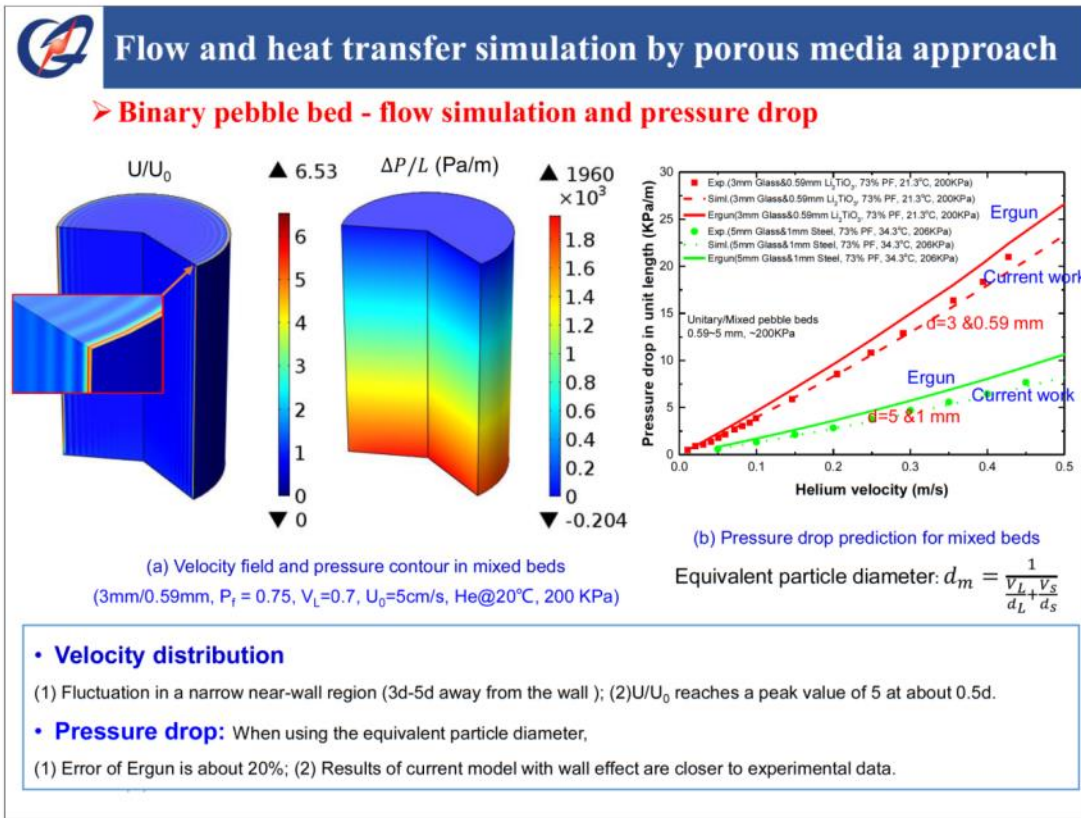 Flow and heat transfer simulation by porous media approach
➢ Binary pebble bed - flow simulation and pressure drop
U/U₀
▲ 6.53
6
5
4
3
2
1
0
▼ 0
ΔP/L (Pa/m)
▲ 1960
×10³
1.8
1.6
1.4
1.2
1
0.8
0.6
0.4
0.2
0
▼ -0.204
(a) Velocity field and pressure contour in mixed beds
(3mm/0.59mm, P_f = 0.75, V_L=0.7, U₀=5cm/s, He@20℃, 200 KPa)
Pressure drop in unit length (KPa/m)
30
25
20
15
10
5
0
Exp.(3mm Glass&0.59mm Li₂TiO₃, 73% PF, 21.3°C, 200KPa)
Siml.(3mm Glass&0.59mm Li₂TiO₃, 73% PF, 21.3°C, 200KPa)
Ergun(3mm Glass&0.59mm Li₂TiO₃, 73% PF, 21.3°C, 200KPa)
Exp.(5mm Glass&1mm Steel, 73% PF, 34.3°C, 206KPa)
Siml.(5mm Glass&1mm Steel, 73% PF, 34.3°C, 206KPa)
Ergun(5mm Glass&1mm Steel, 73% PF, 34.3°C, 206KPa)
Ergun
Current work
Unitary/Mixed pebble beds
0.59~5 mm, ~200KPa
d=3 &0.59 mm
Ergun
Current work
d=5 &1 mm
0.0 0.1 0.2 0.3 0.4 0.5
Helium velocity (m/s)
(b) Pressure drop prediction for mixed beds
Equivalent particle diameter: d_m = 1 / (V_L/d_L + V_S/d_s)
• Velocity distribution
(1) Fluctuation in a narrow near-wall region (3d-5d away from the wall ); (2)U/U₀ reaches a peak value of 5 at about 0.5d.
• Pressure drop: When using the equivalent particle diameter,
(1) Error of Ergun is about 20%; (2) Results of current model with wall effect are closer to experimental data.